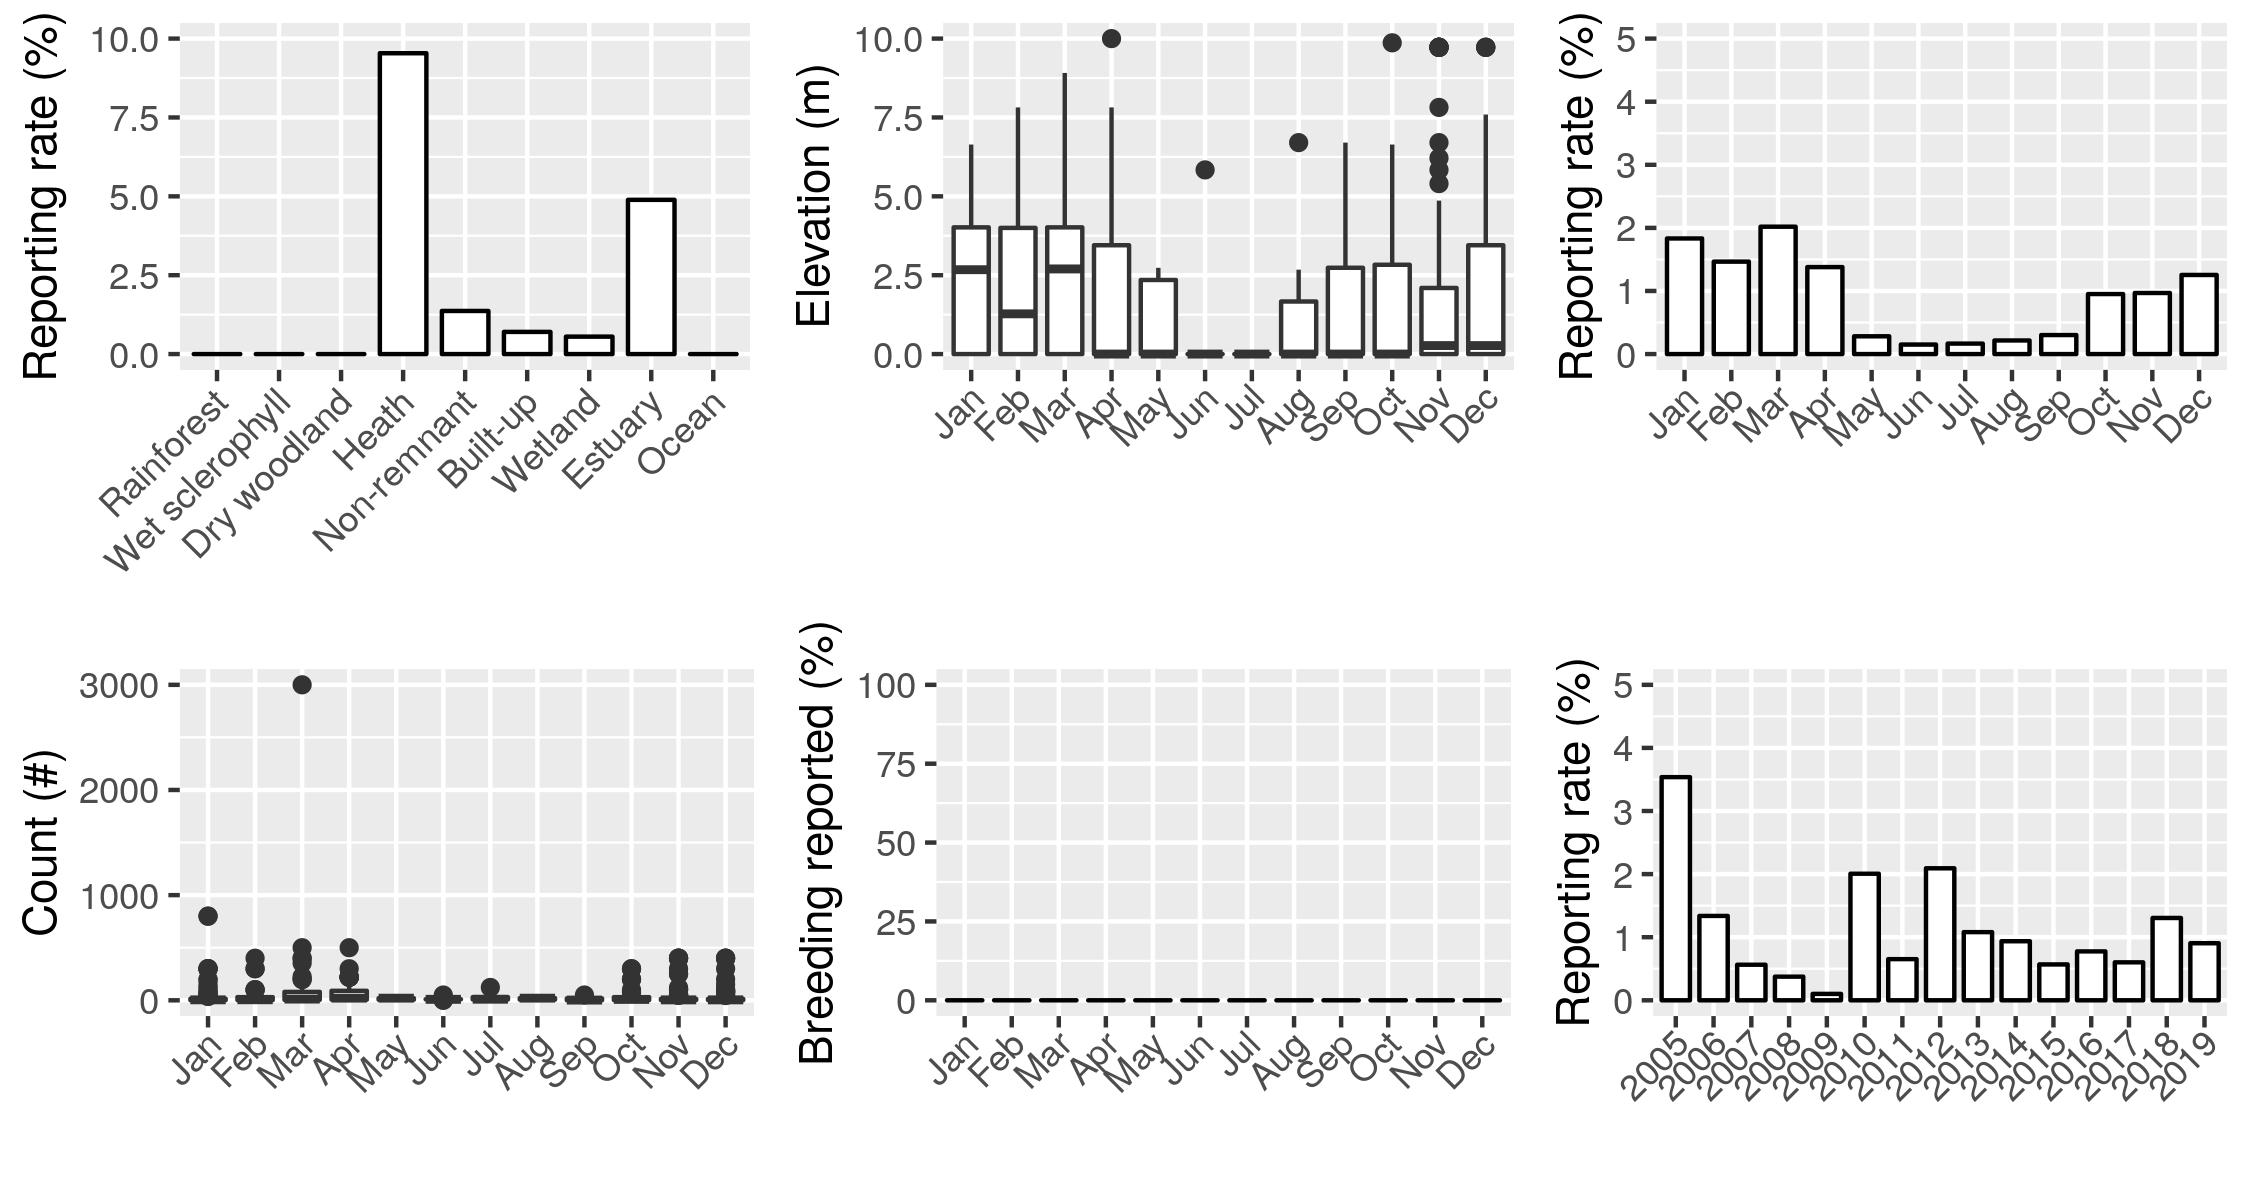 Reporting rate (%)
10.0
7.5
5.0
2.5
0.0
Rainforest
Wet sclerophyll
Dry woodland
Heath
Non-remnant
Built-up
Wetland
Estuary
Ocean
Elevation (m)
10.0
7.5
5.0
2.5
0.0
Jan
Feb
Mar
Apr
May
Jun
Jul
Aug
Sep
Oct
Nov
Dec
Reporting rate (%)
5
4
3
2
1
0
Jan
Feb
Mar
Apr
May
Jun
Jul
Aug
Sep
Oct
Nov
Dec
Count (#)
3000
2000
1000
0
Jan
Feb
Mar
Apr
May
Jun
Jul
Aug
Sep
Oct
Nov
Dec
Breeding reported (%)
100
75
50
25
0
Jan
Feb
Mar
Apr
May
Jun
Jul
Aug
Sep
Oct
Nov
Dec
Reporting rate (%)
5
4
3
2
1
0
2005
2006
2007
2008
2009
2010
2011
2012
2013
2014
2015
2016
2017
2018
2019